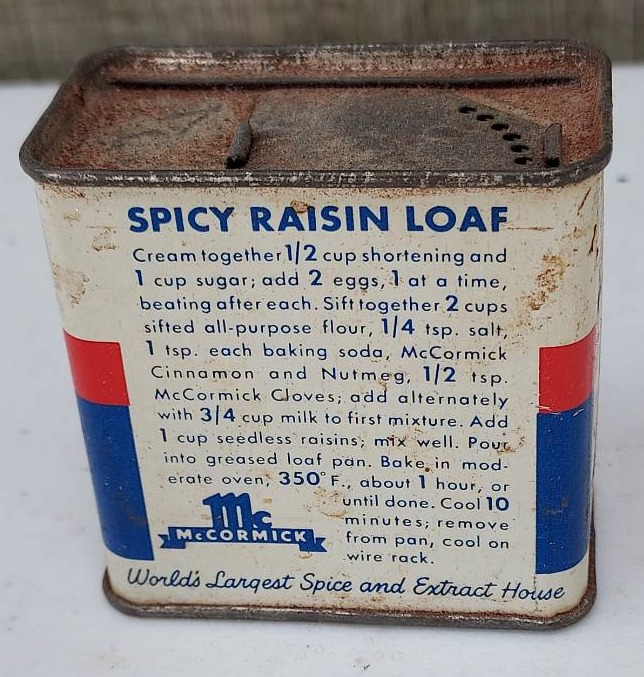 SPICY RAISIN LOAF
Cream together 1/2 cup shortening and
1 cup sugar; add 2 eggs, 1 at a time,
beating after each. Sift together 2 cups
sifted all-purpose flour, 1/4 tsp. salt,
1 tsp. each baking soda, McCormick
Cinnamon and Nutmeg, 1/2 tsp.
McCormick Cloves; add alternately
with 3/4 cup milk to first mixture. Add
1 cup seedless raisins; mix well. Pour
into greased loaf pan. Bake in mod-
erate oven, 350° F., about 1 hour, or
until done. Cool 10
minutes; remove
from pan, cool on
wire rack.
Mc
McCORMICK
World's Largest Spice and Extract House